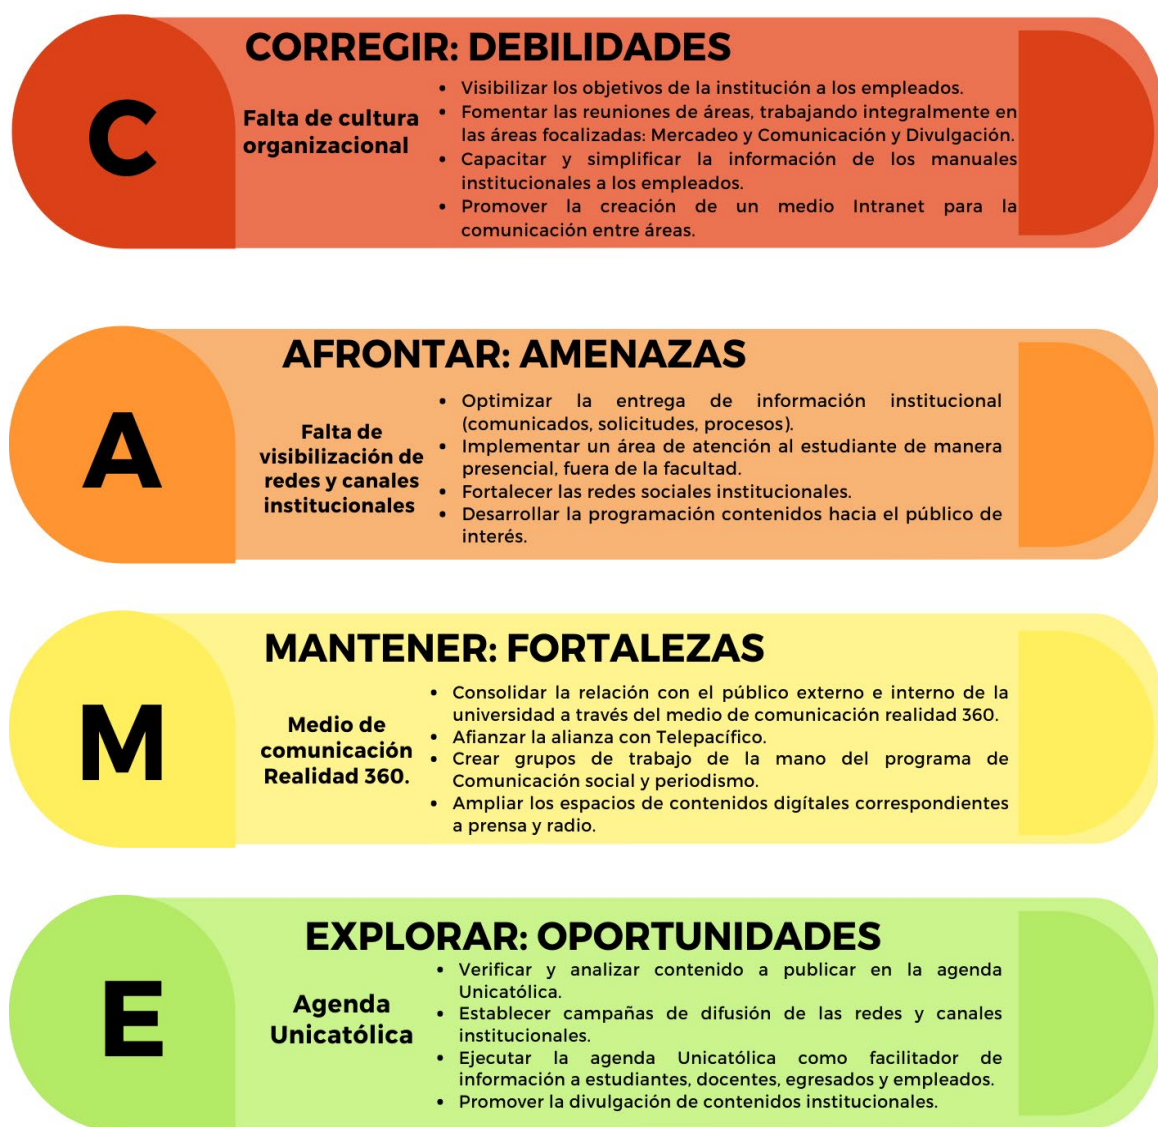 C
CORREGIR: DEBILIDADES
Falta de cultura
organizacional
• Visibilizar los objetivos de la institución a los empleados.
• Fomentar las reuniones de áreas, trabajando integralmente en
las áreas focalizadas: Mercadeo y Comunicación y Divulgación.
• Capacitar y simplificar la información de los manuales
institucionales a los empleados.
• Promover la creación de un medio Intranet para la
comunicación entre áreas.
A
AFRONTAR: AMENAZAS
Falta de
visibilización de
redes y canales
institucionales
• Optimizar la entrega de información institucional
(comunicados, solicitudes, procesos).
• Implementar un área de atención al estudiante de manera
presencial, fuera de la facultad.
• Fortalecer las redes sociales institucionales.
• Desarrollar la programación contenidos hacia el público de
interés.
M
MANTENER: FORTALEZAS
Medio de
comunicación
Realidad 360.
• Consolidar la relación con el público externo e interno de la
universidad a través del medio de comunicación realidad 360.
• Afianzar la alianza con Telepacífico.
• Crear grupos de trabajo de la mano del programa de
Comunicación social y periodismo.
• Ampliar los espacios de contenidos digítales correspondientes
a prensa y radio.
E
EXPLORAR: OPORTUNIDADES
Agenda
Unicatólica
• Verificar y analizar contenido a publicar en la agenda
Unicatólica.
• Establecer campañas de difusión de las redes y canales
institucionales.
• Ejecutar la agenda Unicatólica como facilitador de
información a estudiantes, docentes, egresados y empleados.
• Promover la divulgación de contenidos institucionales.